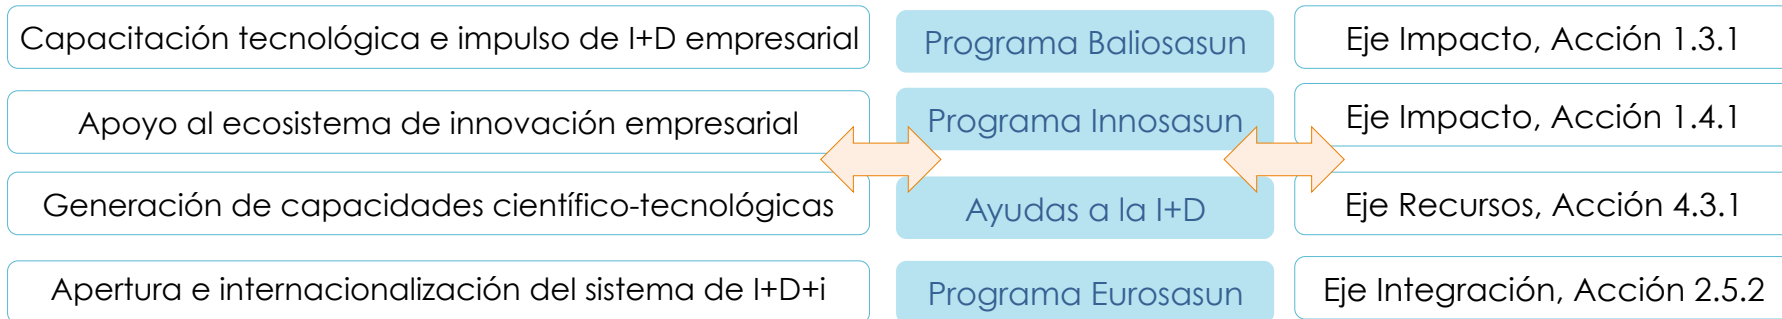 Capacitación tecnológica e impulso de I+D empresarial
Programa Baliosasun
Eje Impacto, Acción 1.3.1
Apoyo al ecosistema de innovación empresarial
Programa Innosasun
Eje Impacto, Acción 1.4.1
Generación de capacidades científico-tecnológicas
Ayudas a la I+D
Eje Recursos, Acción 4.3.1
Apertura e internacionalización del sistema de I+D+i
Programa Eurosasun
Eje Integración, Acción 2.5.2